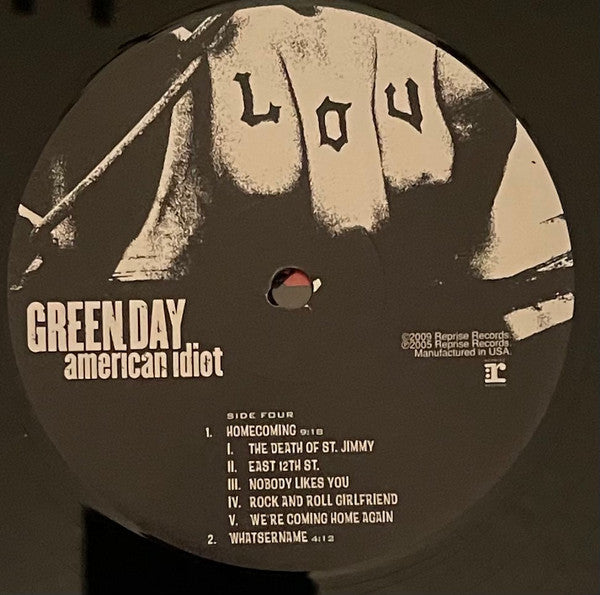 LOU
GREEN DAY
american idiot
©2009 Reprise Records.
℗2005 Reprise Records.
Manufactured in USA.
:r
SIDE FOUR
1. HOMECOMING 9:18
I. THE DEATH OF ST. JIMMY
II. EAST 12TH ST.
III. NOBODY LIKES YOU
IV. ROCK AND ROLL GIRLFRIEND
V. WE'RE COMING HOME AGAIN
2. WHATSERNAME 4:12